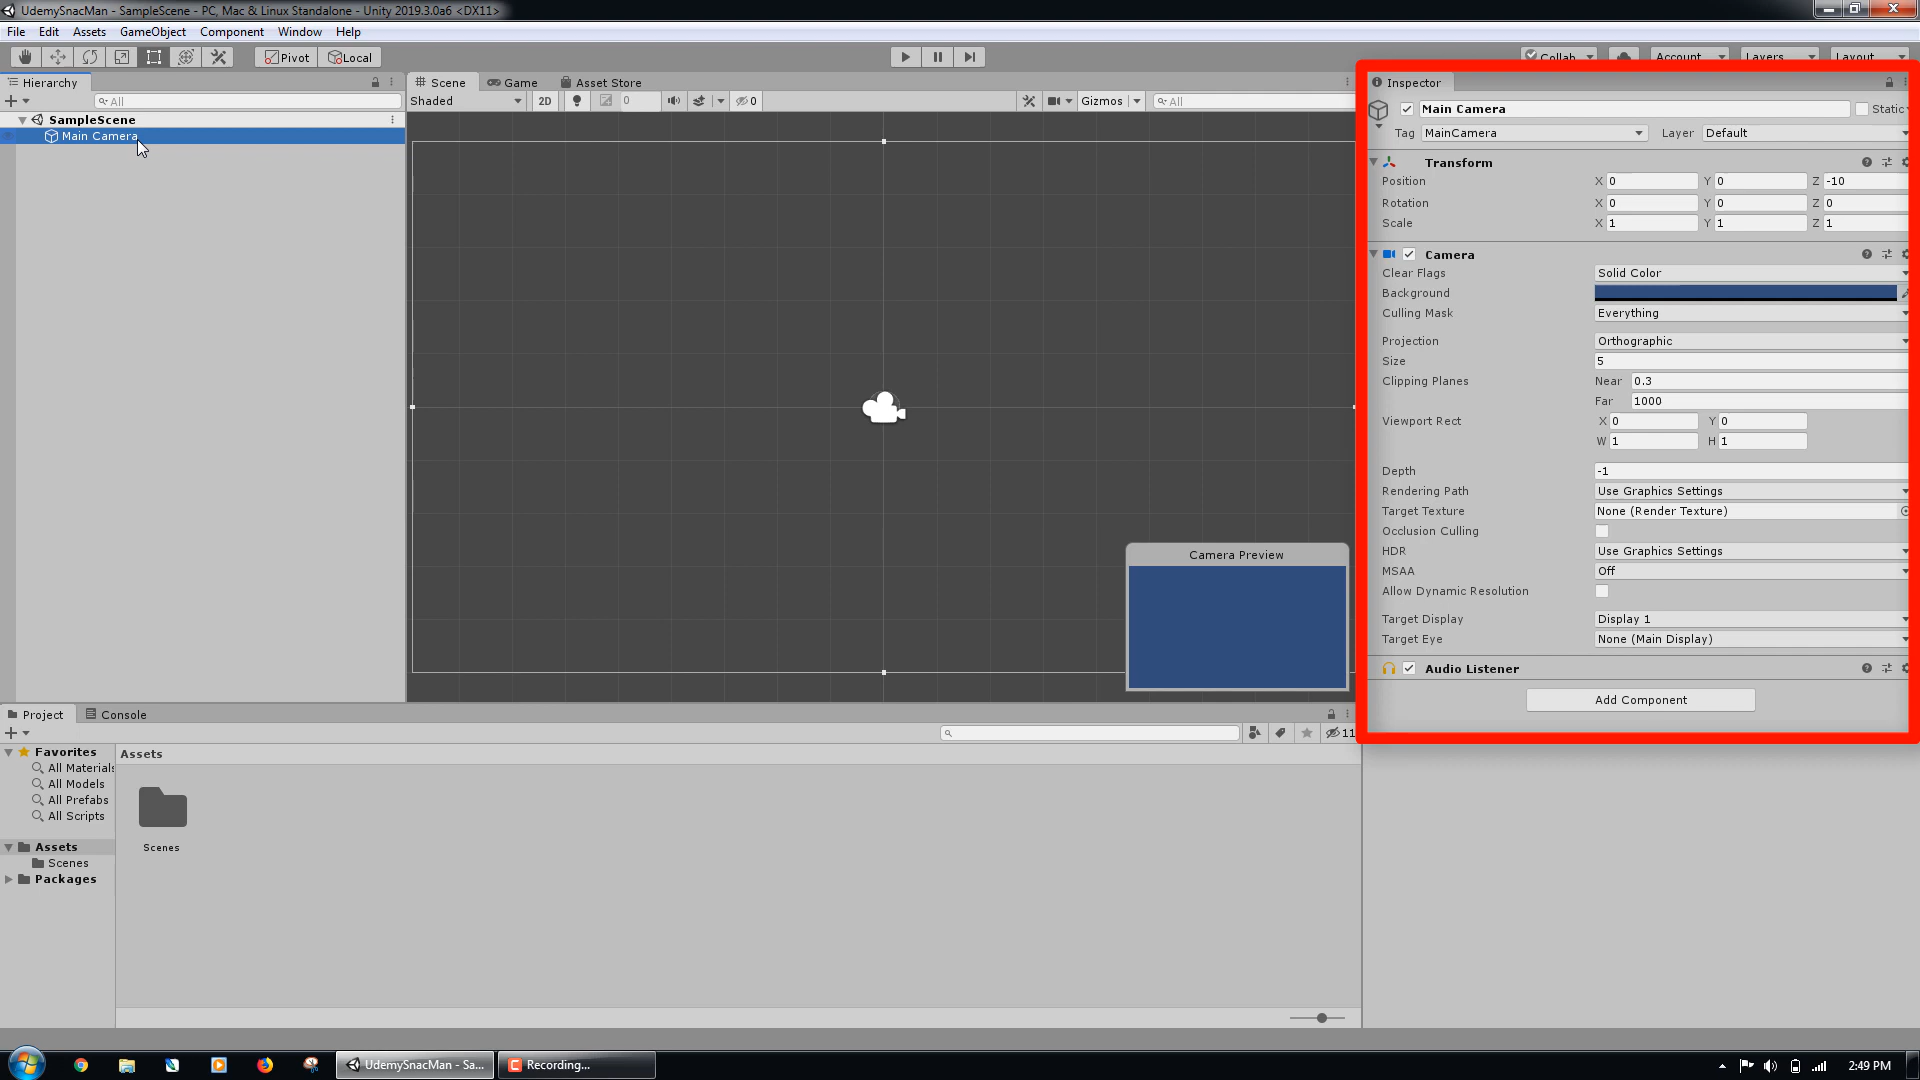 UdemySnacMan - SampleScene - PC, Mac & Linux Standalone - Unity 2019.3.0a6 <DX11>
File Edit Assets GameObject Component Window Help
Pivot Local Collab Account Layers Layout
Hierarchy
All
SampleScene
Main Camera
Scene Game Asset Store
Shaded 2D 0 0 Gizmos All
Camera Preview
Inspector
Main Camera Static
Tag MainCamera Layer Default
Transform
Position X 0 Y 0 Z -10
Rotation X 0 Y 0 Z 0
Scale X 1 Y 1 Z 1
Camera
Clear Flags Solid Color
Background
Culling Mask Everything
Projection Orthographic
Size 5
Clipping Planes Near 0.3
Far 1000
Viewport Rect X 0 Y 0
W 1 H 1
Depth -1
Rendering Path Use Graphics Settings
Target Texture None (Render Texture)
Occlusion Culling
HDR Use Graphics Settings
MSAA Off
Allow Dynamic Resolution
Target Display Display 1
Target Eye None (Main Display)
Audio Listener
Add Component
Project Console
11
Favorites
All Materials
All Models
All Prefabs
All Scripts
Assets
Scenes
Packages
Assets
Scenes
UdemySnacMan - Sa...
Recording...
2:49 PM